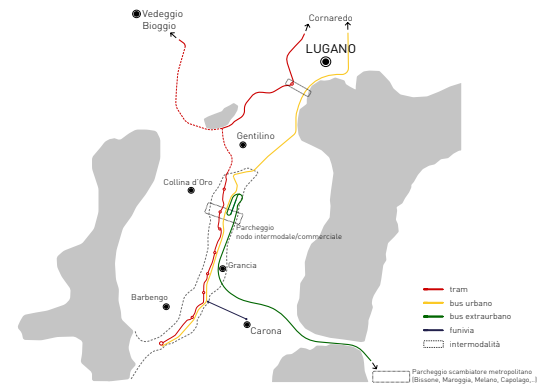 Vedeggio
Bioggio
Cornaredo
LUGANO
Gentilino
Collina d'Oro
Parcheggio
nodo intermodale/commerciale
Grancia
Barbengo
Carona
tram
bus urbano
bus extraurbano
funivia
intermodalità
Parcheggio scambiatore metropolitano
(Bissone, Maroggia, Melano, Capolago,..)